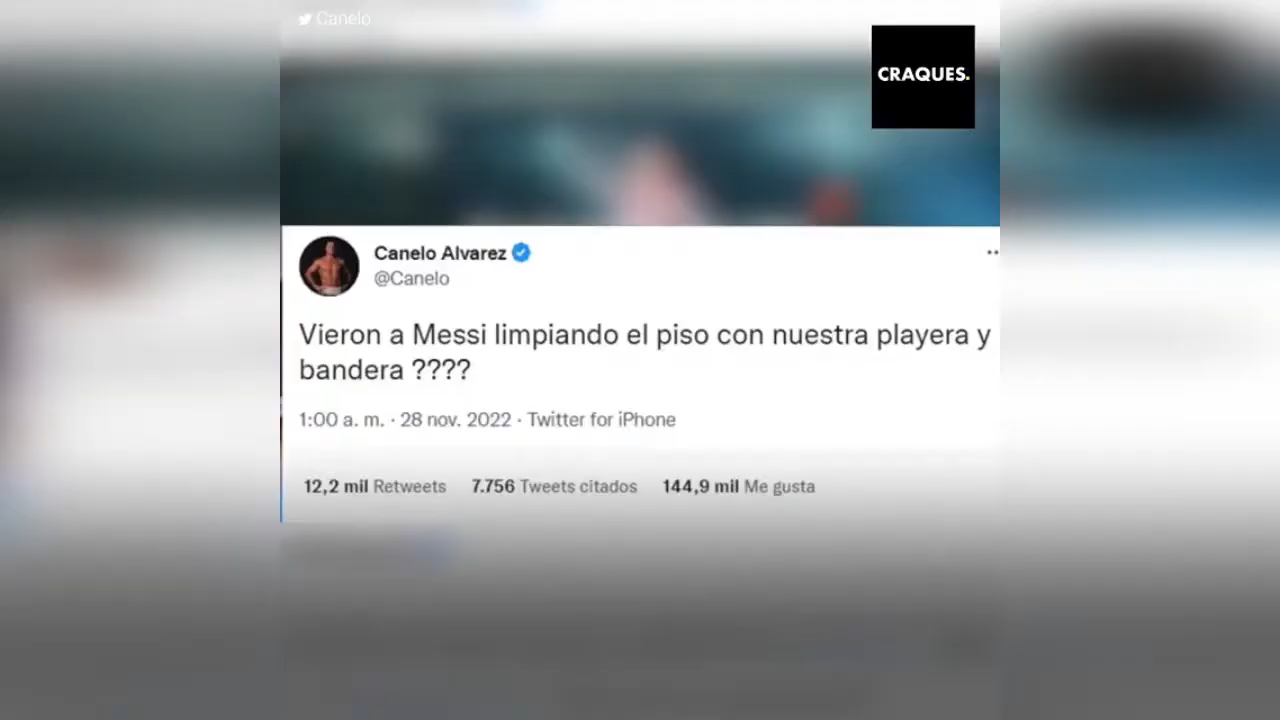 Canelo
CRAQUES.
Canelo Alvarez
@Canelo
Vieron a Messi limpiando el piso con nuestra playera y
bandera ????
1:00 a. m. · 28 nov. 2022 · Twitter for iPhone
12,2 mil Retweets 7.756 Tweets citados 144,9 mil Me gusta